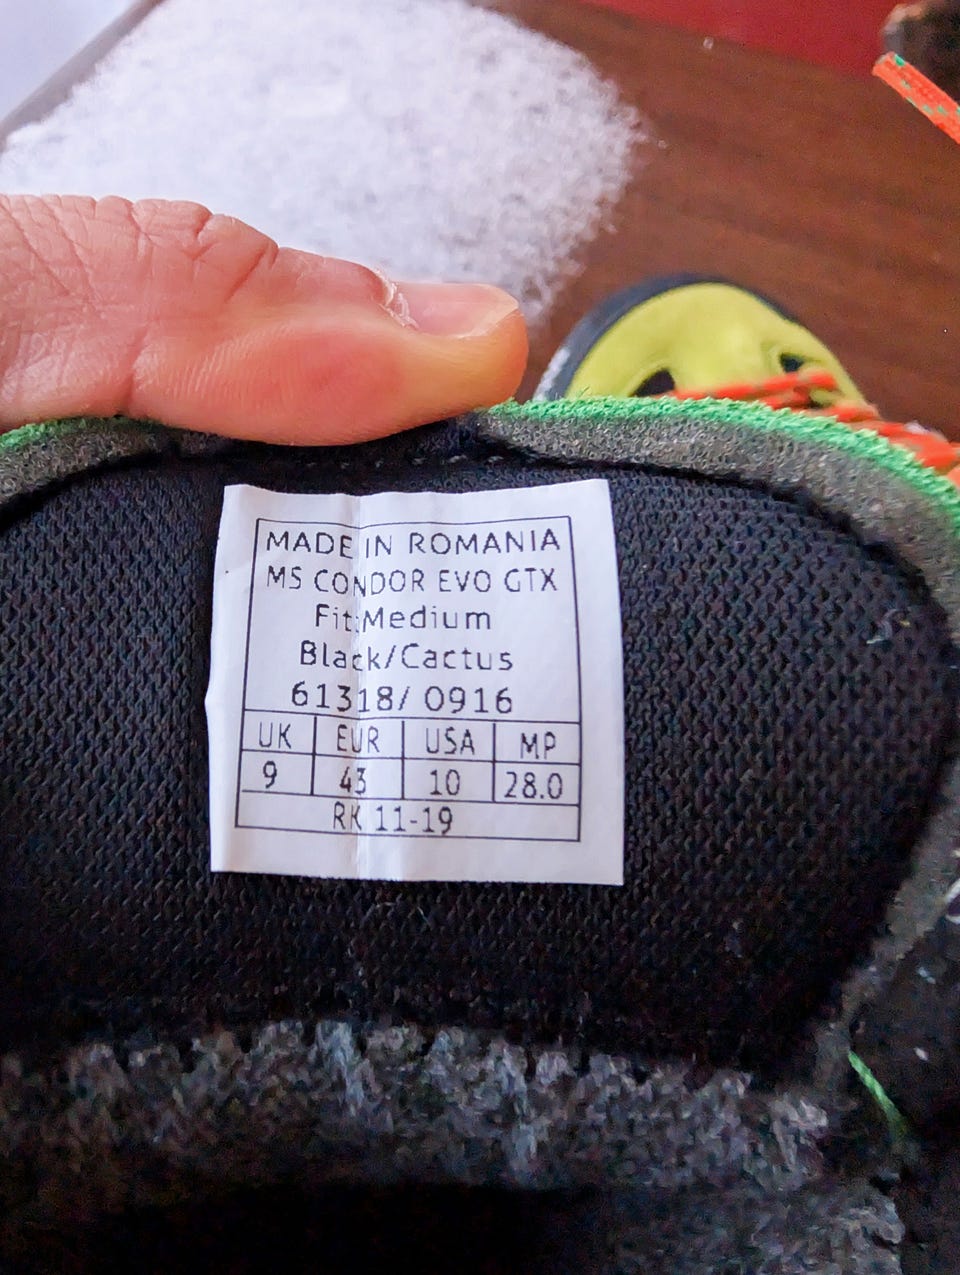 MADE IN ROMANIA
MS CONDOR EVO GTX
Fit:Medium
Black/Cactus
61318/ 0916
UK EUR USA MP
9 43 10 28.0
RK 11-19